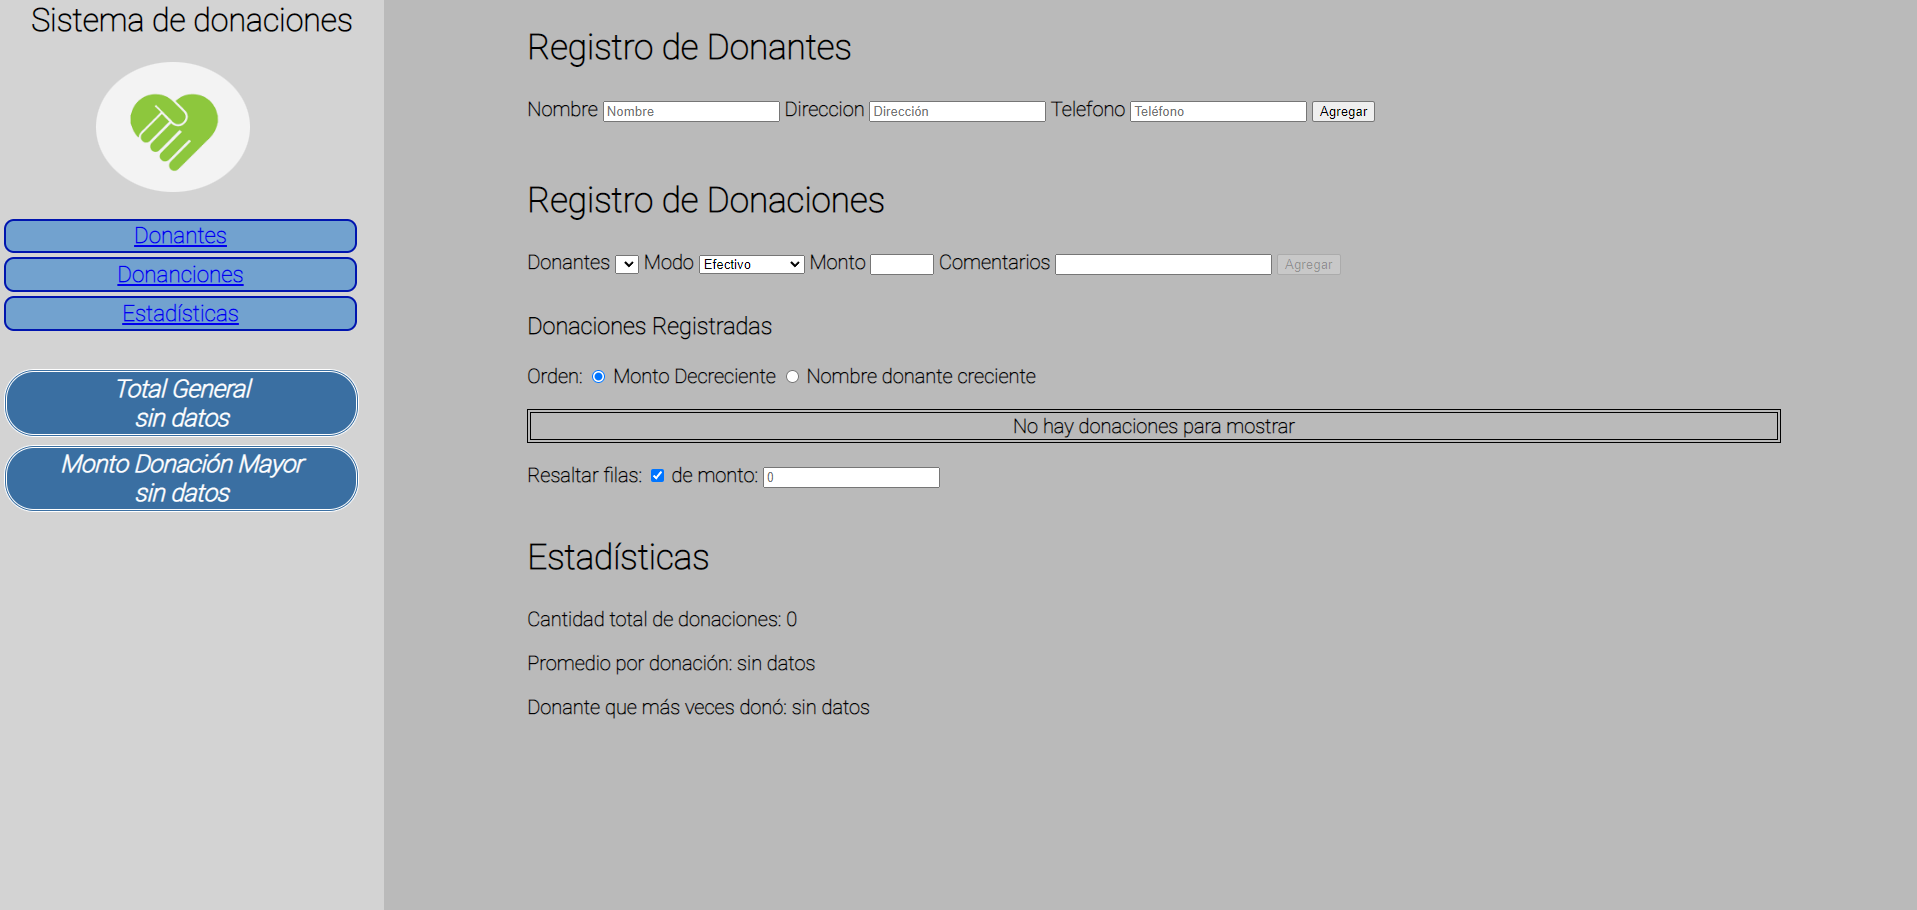 Sistema de donaciones
Donantes
Donanciones
Estadísticas
Total General
sin datos
Monto Donación Mayor
sin datos
Registro de Donantes
Nombre Nombre Direccion Dirección Telefono Teléfono Agregar
Registro de Donaciones
Donantes Modo Efectivo Monto Comentarios Agregar
Donaciones Registradas
Orden: Monto Decreciente Nombre donante creciente
No hay donaciones para mostrar
Resaltar filas: de monto: 0
Estadísticas
Cantidad total de donaciones: 0
Promedio por donación: sin datos
Donante que más veces donó: sin datos